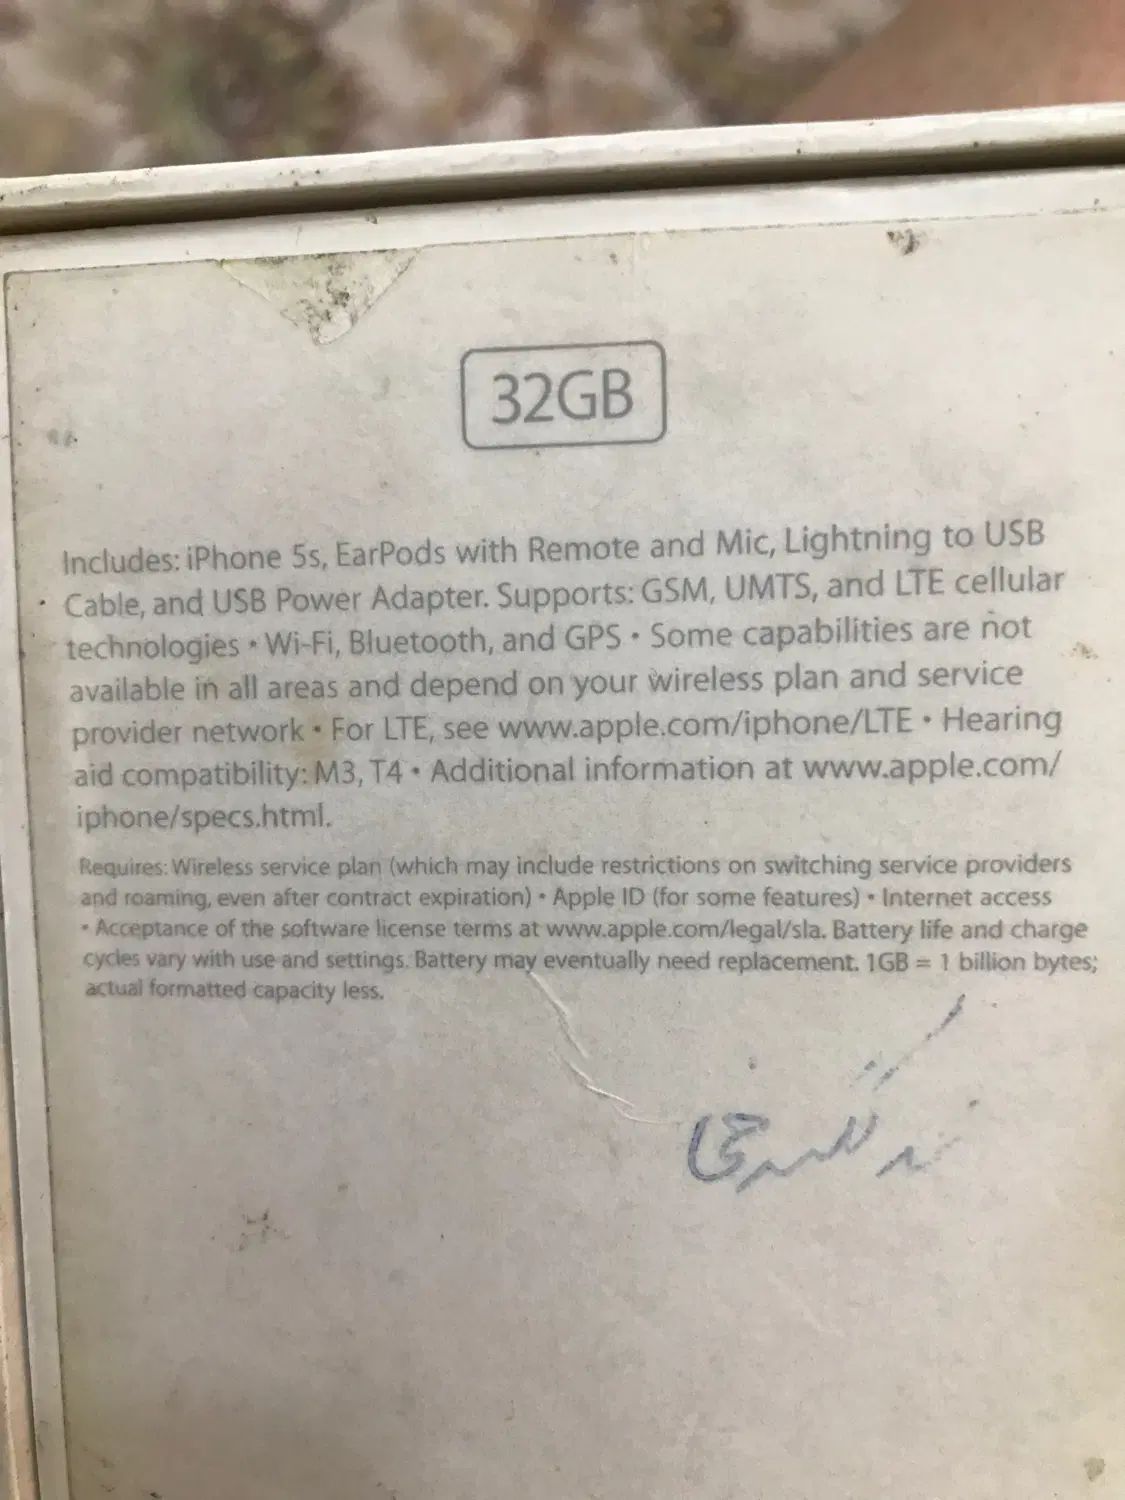 32GB
Includes: iPhone 5s, EarPods with Remote and Mic, Lightning to USB
Cable, and USB Power Adapter. Supports: GSM, UMTS, and LTE cellular
technologies • Wi-Fi, Bluetooth, and GPS • Some capabilities are not
available in all areas and depend on your wireless plan and service
provider network • For LTE, see www.apple.com/iphone/LTE • Hearing
aid compatibility: M3, T4 • Additional information at www.apple.com/
iphone/specs.html.
Requires: Wireless service plan (which may include restrictions on switching service providers
and roaming, even after contract expiration) • Apple ID (for some features) • Internet access
• Acceptance of the software license terms at www.apple.com/legal/sla. Battery life and charge
cycles vary with use and settings. Battery may eventually need replacement. 1GB = 1 billion bytes;
actual formatted capacity less.